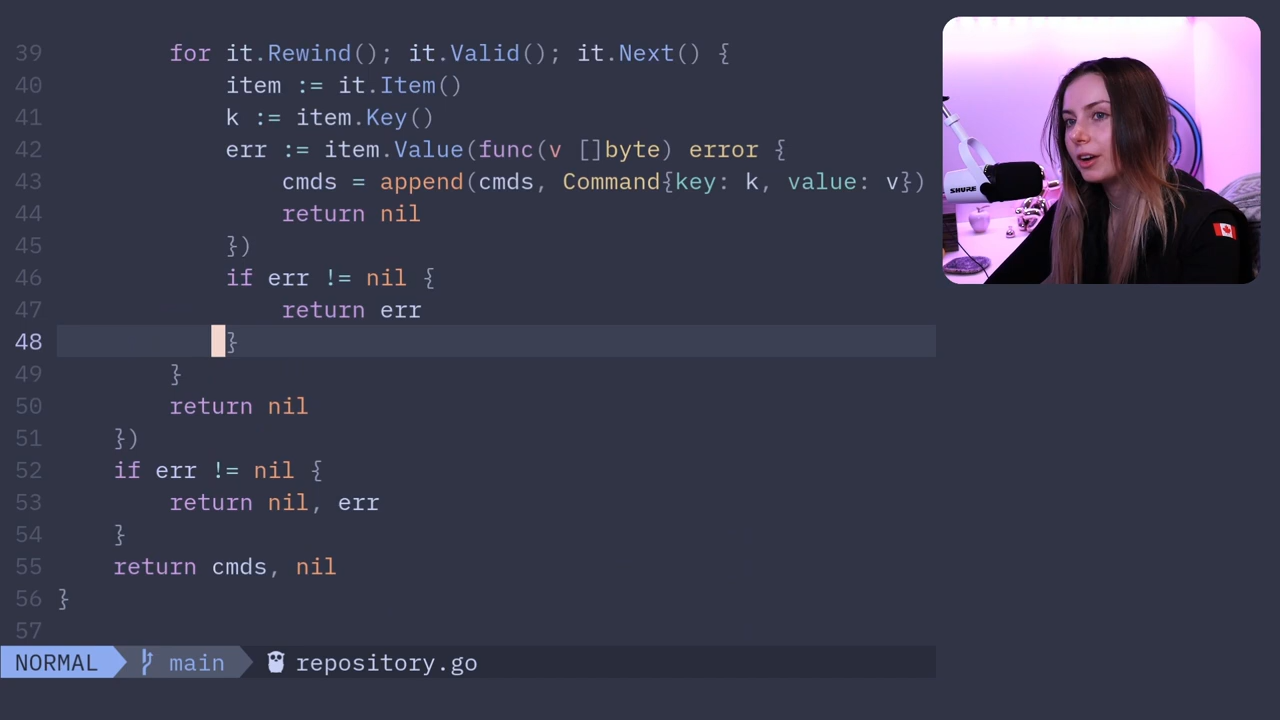 39 for it.Rewind(); it.Valid(); it.Next() {
40 item := it.Item()
41 k := item.Key()
42 err := item.Value(func(v []byte) error {
43 cmds = append(cmds, Command{key: k, value: v})
44 return nil
45 })
46 if err != nil {
47 return err
48 }
49 }
50 return nil
51 })
52 if err != nil {
53 return nil, err
54 }
55 return cmds, nil
56 }
57
NORMAL main repository.go
SHURE